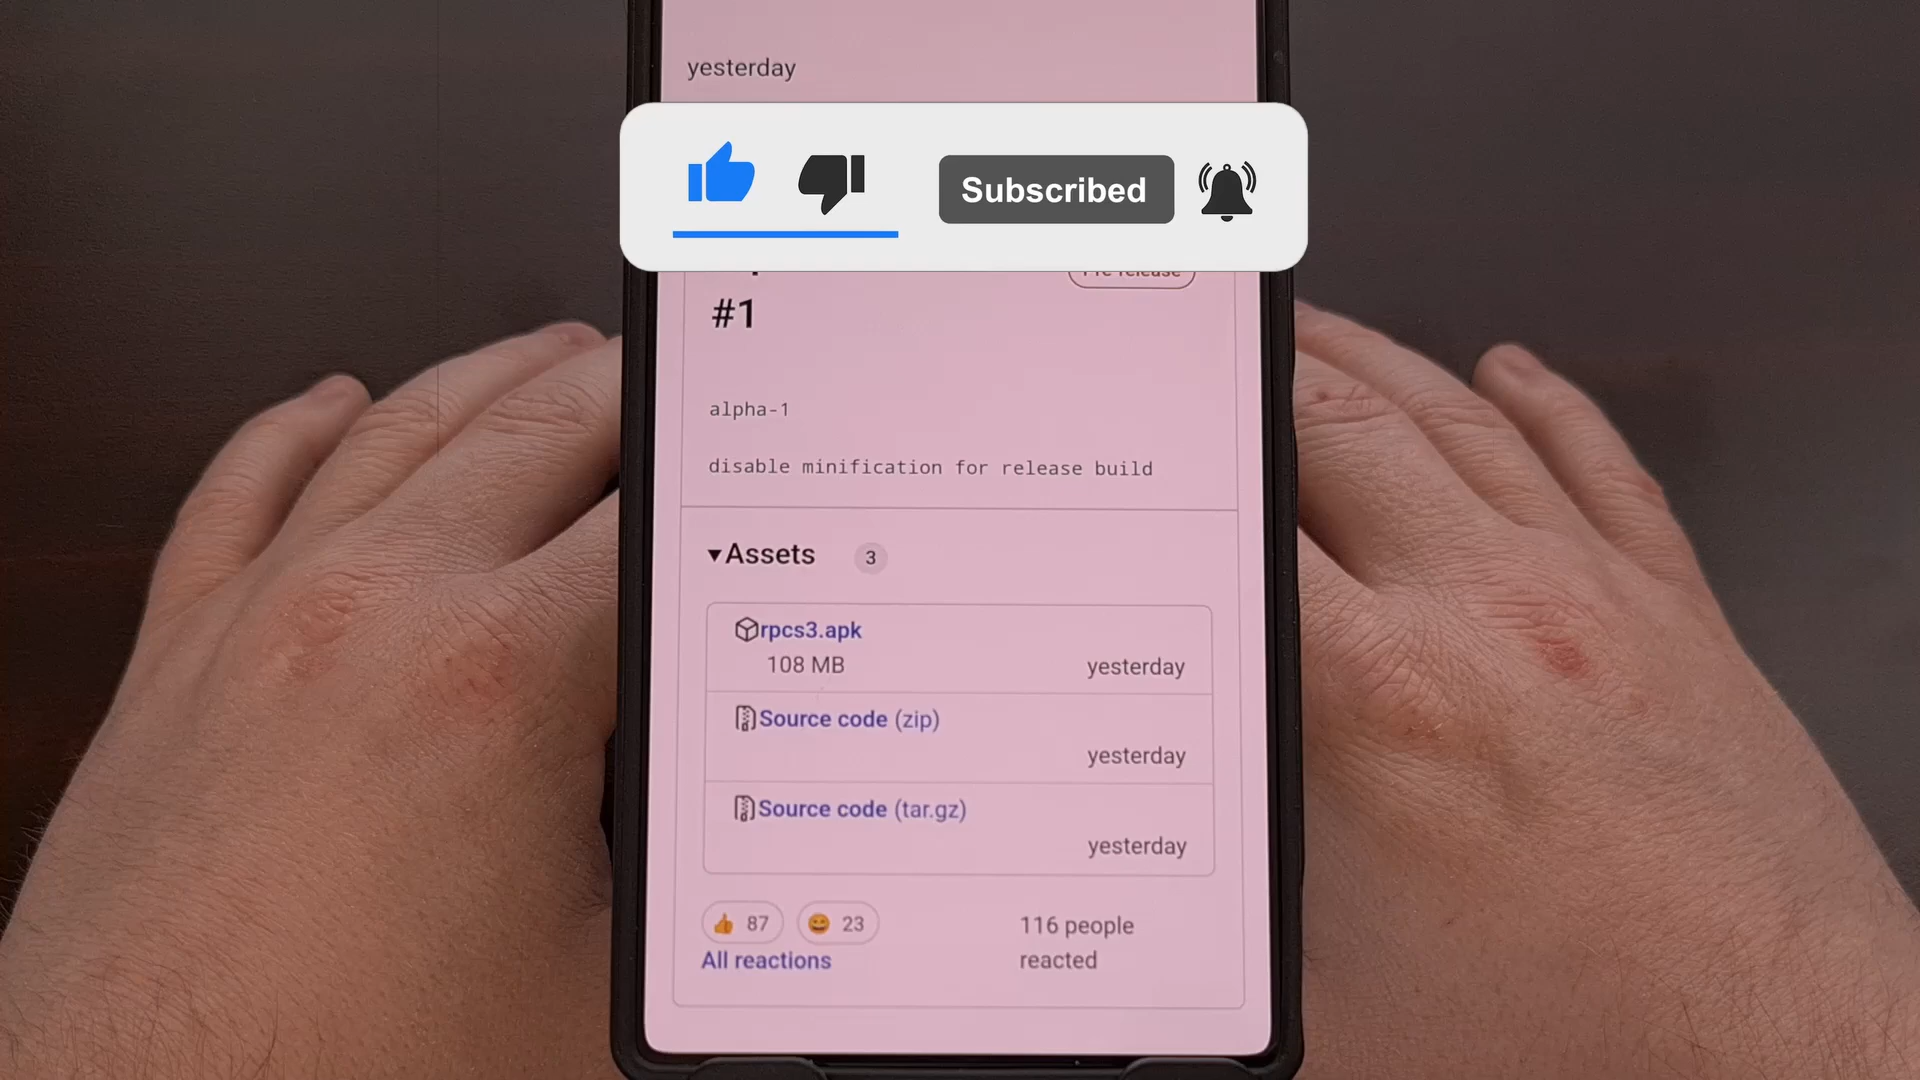 yesterday
Subscribed
#1
alpha-1
disable minification for release build
Assets 3
rpcs3.apk
108 MB yesterday
Source code (zip)
yesterday
Source code (tar.gz)
yesterday
👍 87 😄 23 116 people
All reactions reacted